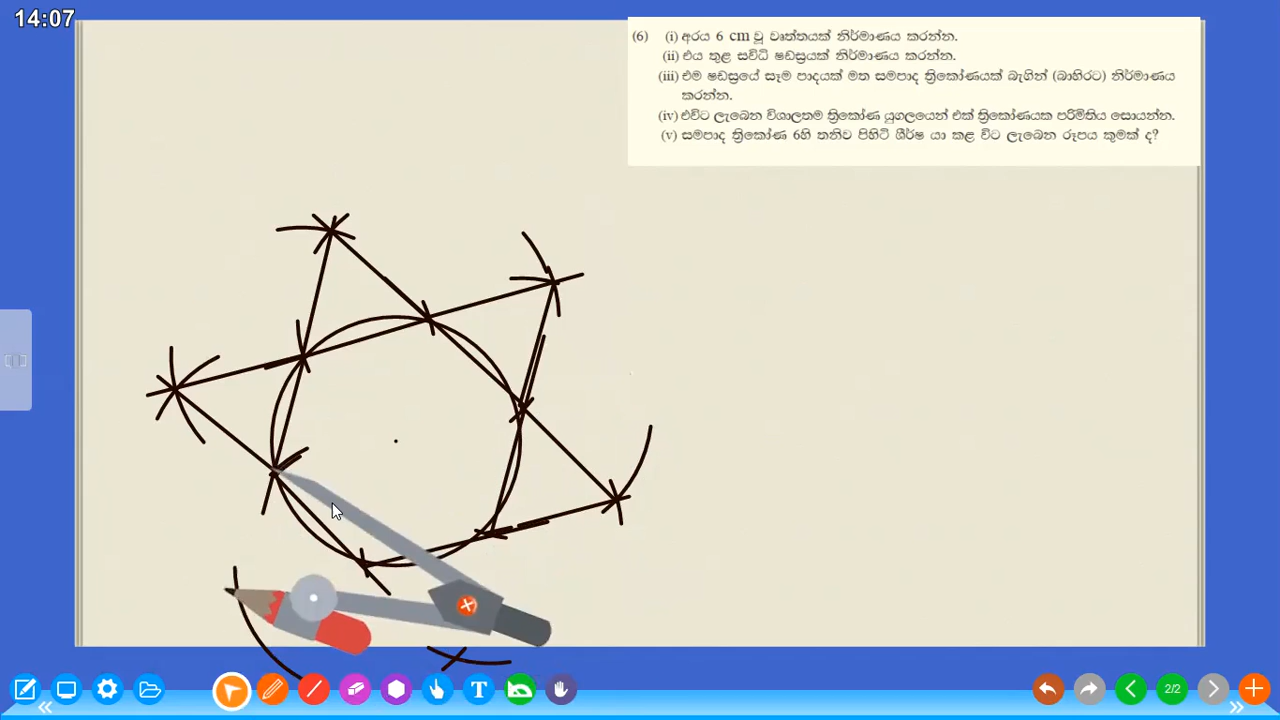 14:07
(6) (i) අරය 6 cm වූ වෘත්තයක් නිර්මාණය කරන්න.
(ii) එය තුළ සවිධි ෂඩස්‍රයක් නිර්මාණය කරන්න.
(iii) එම ෂඩස්‍රයේ සෑම පාදයක් මත සමපාද ත්‍රිකෝණයක් බැගින් (බාහිරව) නිර්මාණය
කරන්න.
(iv) එවිට ලැබෙන විශාලතම ත්‍රිකෝණ යුගලයෙන් එක් ත්‍රිකෝණයක පරිමිතිය සොයන්න.
(v) සමපාද ත්‍රිකෝණ 6හි තනිව පිහිටි ශීර්ෂ යා කළ විට ලැබෙන රූපය කුමක් ද?
T 2/2